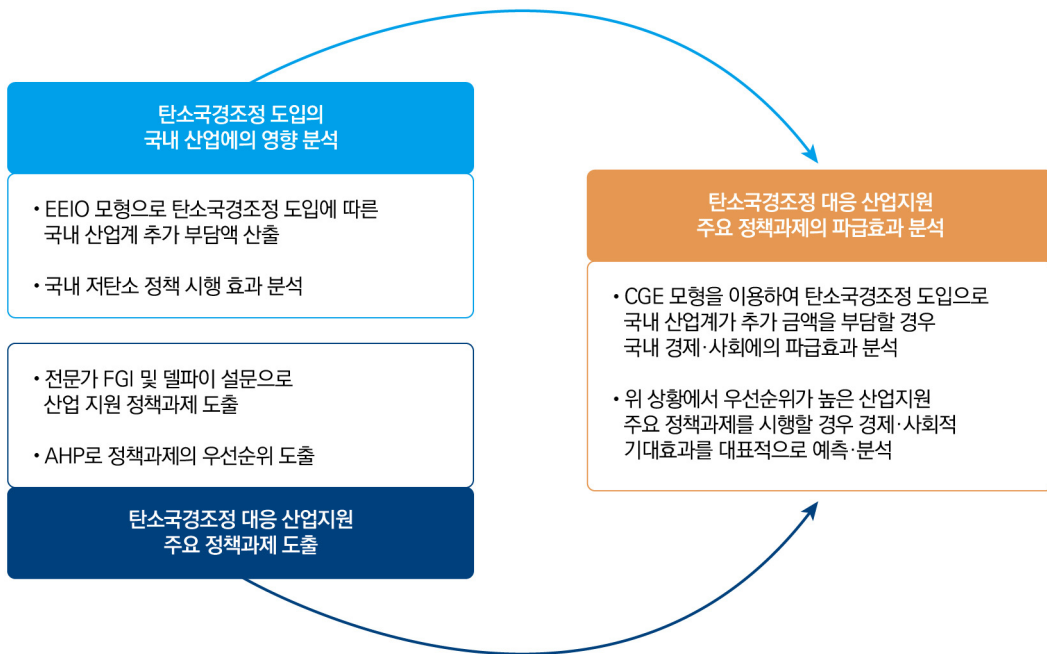 탄소국경조정 도입의
국내 산업에의 영향 분석
• EEIO 모형으로 탄소국경조정 도입에 따른
국내 산업계 추가 부담액 산출
• 국내 저탄소 정책 시행 효과 분석
• 전문가 FGI 및 델파이 설문으로
산업 지원 정책과제 도출
• AHP로 정책과제의 우선순위 도출
탄소국경조정 대응 산업지원
주요 정책과제 도출
탄소국경조정 대응 산업지원
주요 정책과제의 파급효과 분석
• CGE 모형을 이용하여 탄소국경조정 도입으로
국내 산업계가 추가 금액을 부담할 경우
국내 경제·사회에의 파급효과 분석
• 위 상황에서 우선순위가 높은 산업지원
주요 정책과제를 시행할 경우 경제·사회적
기대효과를 대표적으로 예측·분석